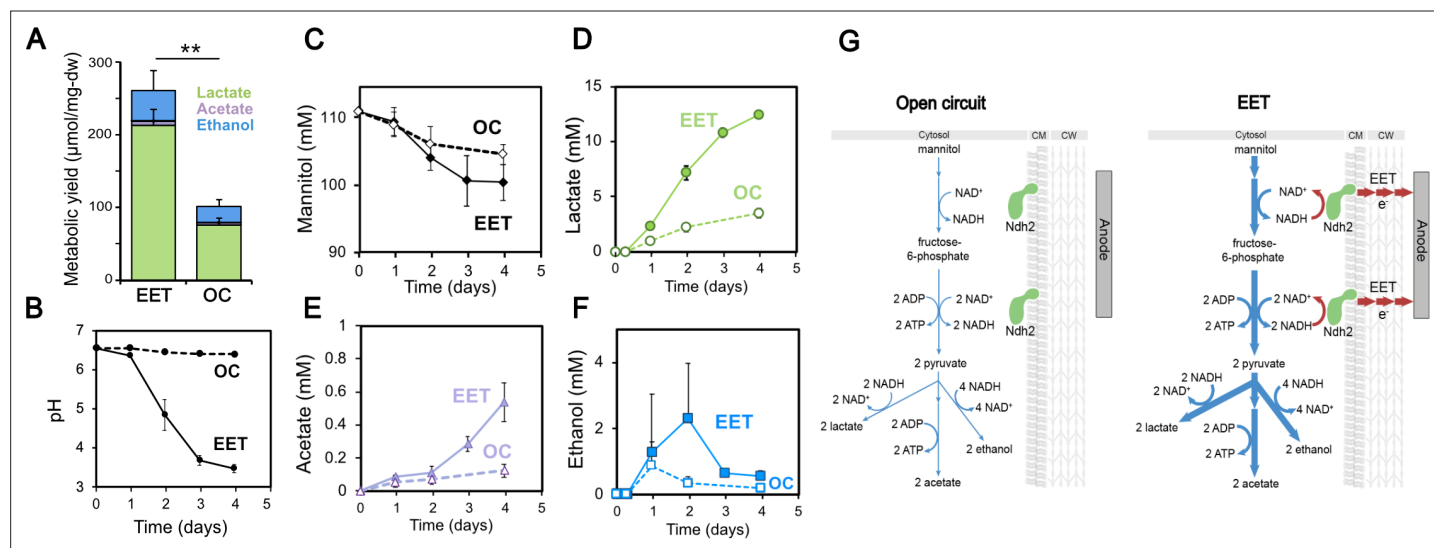 A
**
Metabolic yield (µmol/mg-dw)
300
200
100
0
Lactate
Acetate
Ethanol
EET OC
B
pH
7
6
5
4
3
OC
EET
0 1 2 3 4 5
Time (days)
C
Mannitol (mM)
110
100
90
OC
EET
0 1 2 3 4 5
Time (days)
D
Lactate (mM)
15
10
5
0
EET
OC
0 1 2 3 4 5
Time (days)
E
Acetate (mM)
1
0.8
0.6
0.4
0.2
0
EET
OC
0 1 2 3 4 5
Time (days)
F
Ethanol (mM)
4
2
0
EET
OC
0 1 2 3 4 5
Time (days)
G
Open circuit
Cytosol CM CW
mannitol
NAD⁺
NADH
Ndh2
fructose-
6-phosphate
2 ADP 2 NAD⁺
2 ATP 2 NADH
Ndh2
2 pyruvate
2 NADH 4 NADH
2 NAD⁺ 4 NAD⁺
2 lactate
2 ADP
2 ATP
2 ethanol
2 acetate
Anode
EET
Cytosol CM CW
mannitol
EET
NAD⁺
NADH
e⁻
Ndh2
fructose-
6-phosphate
EET
2 ADP 2 NAD⁺
2 ATP 2 NADH
e⁻
Ndh2
2 pyruvate
2 NADH 4 NADH
2 NAD⁺ 4 NAD⁺
2 lactate
2 ADP
2 ATP
2 ethanol
2 acetate
Anode